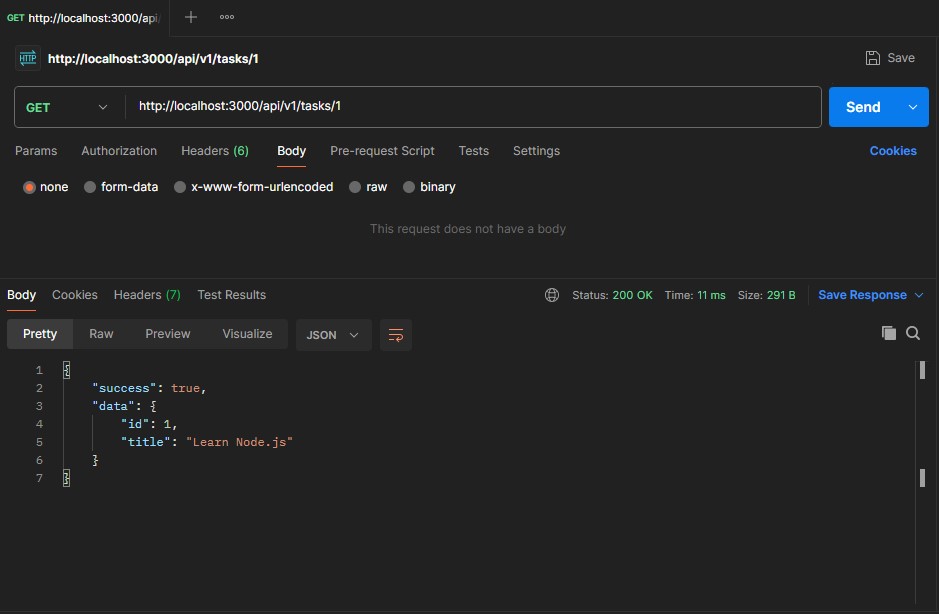 GET http://localhost:3000/api/
HTTP http://localhost:3000/api/v1/tasks/1 Save
GET http://localhost:3000/api/v1/tasks/1 Send
Params Authorization Headers (6) Body Pre-request Script Tests Settings Cookies
none form-data x-www-form-urlencoded raw binary
This request does not have a body
Body Cookies Headers (7) Test Results Status: 200 OK Time: 11 ms Size: 291 B Save Response
Pretty Raw Preview Visualize JSON
1 {
2 "success": true,
3 "data": {
4 "id": 1,
5 "title": "Learn Node.js"
6 }
7 }